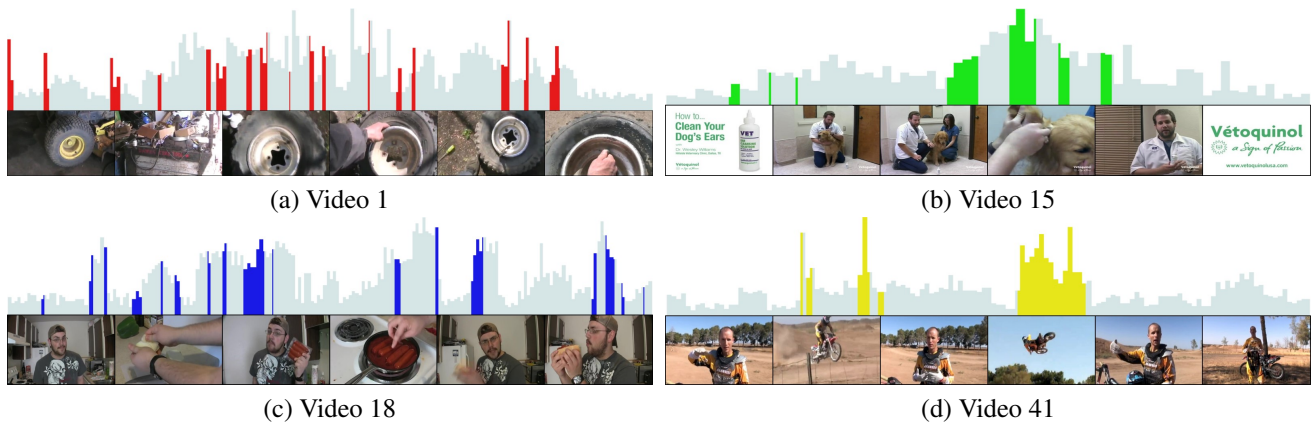 How to...
Clean Your
Dog's Ears
VET
Vétoquinol
Vétoquinol
a Sign of Passion
www.vetoquinolusa.com
(a) Video 1
(b) Video 15
(c) Video 18
(d) Video 41